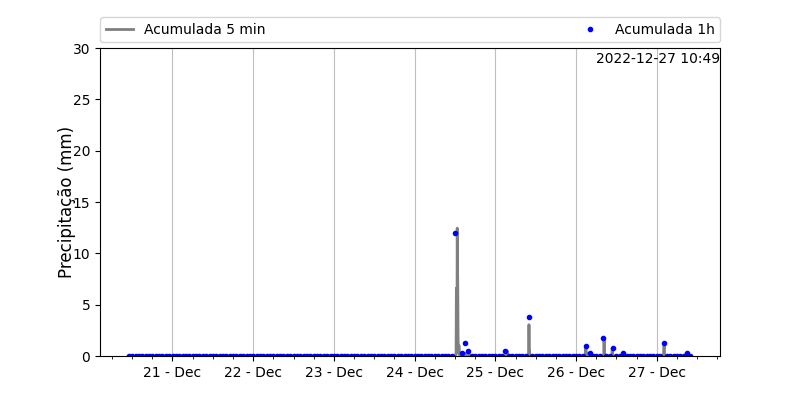 Acumulada 5 min
Acumulada 1h
2022-12-27 10:49
Precipitação (mm)
30
25
20
15
10
5
0
21 - Dec
22 - Dec
23 - Dec
24 - Dec
25 - Dec
26 - Dec
27 - Dec